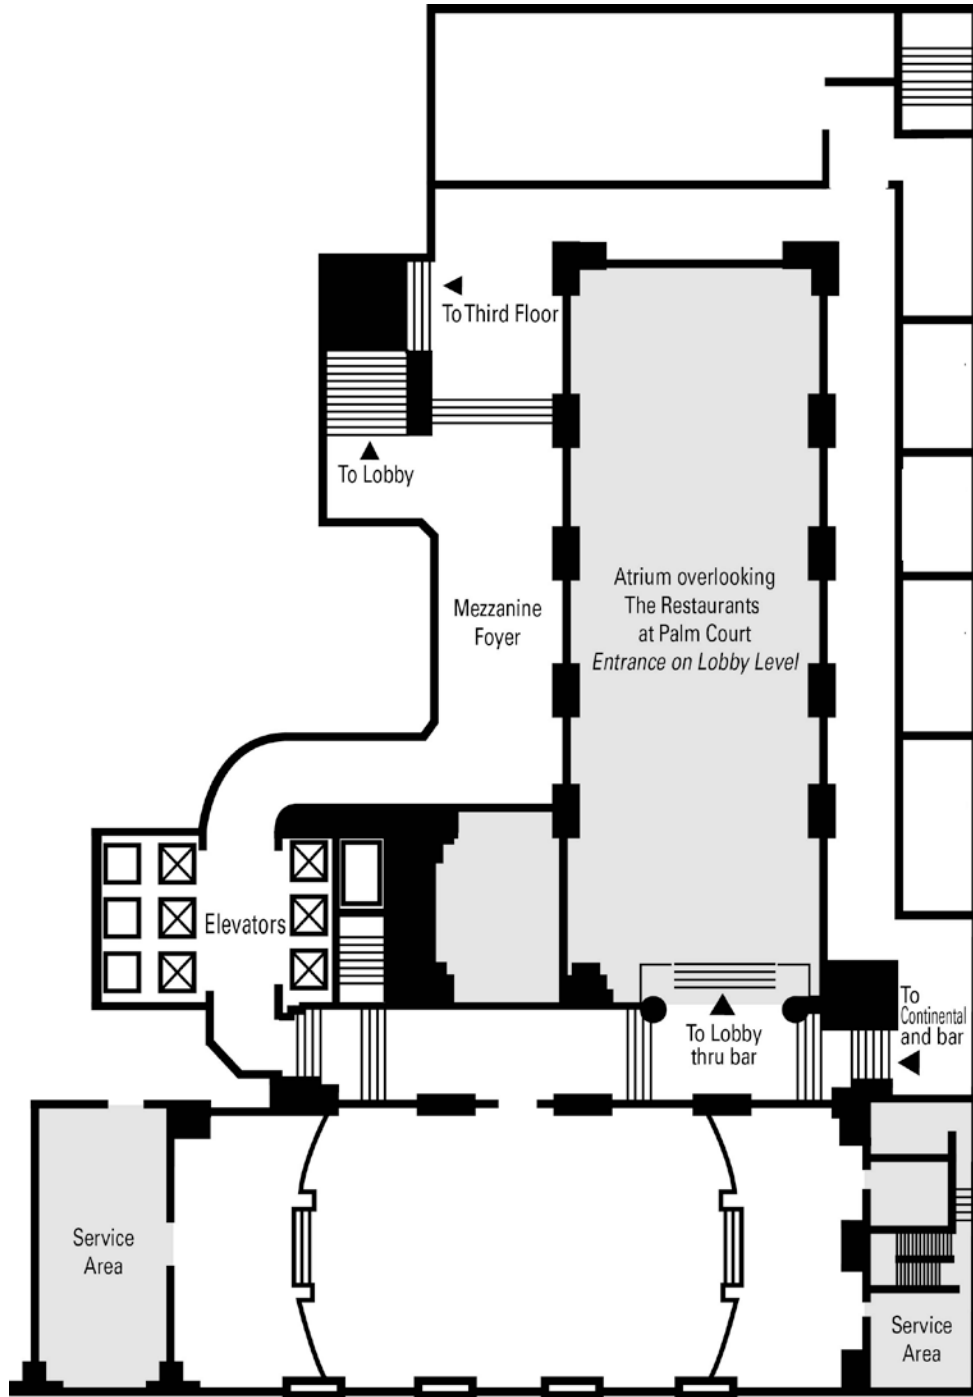 To Third Floor
To Lobby
Mezzanine
Foyer
Atrium overlooking
The Restaurants
at Palm Court
Entrance on Lobby Level
Elevators
To Lobby
thru bar
To
Continental
and bar
Service
Area
Service
Area